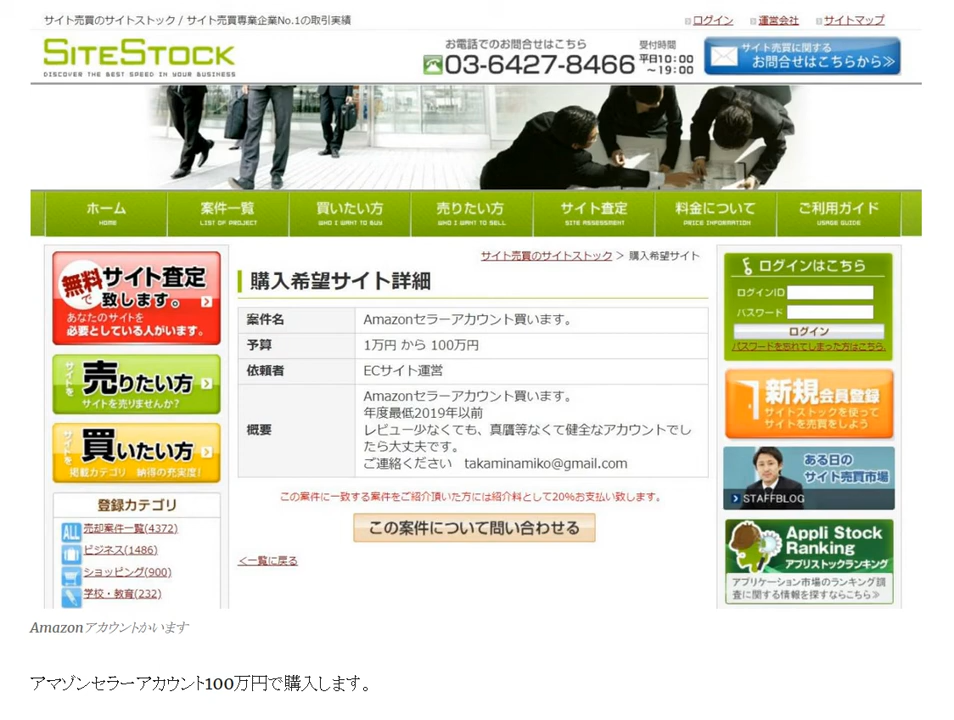 サイト売買のサイトストック / サイト売買専業企業No.1の取引実績
ログイン 運営会社 サイトマップ
SITESTOCK
DISCOVER THE BEST SPEED IN YOUR BUSINESS
お電話でのお問合せはこちら
03-6427-8466
受付時間
平日10:00
~19:00
サイト売買に関する
お問合せはこちらから≫
ホーム
HOME
案件一覧
LIST OF PROJECT
買いたい方
WHO I WANT TO BUY
売りたい方
WHO I WANT TO SELL
サイト査定
SITE ASSESSMENT
料金について
PRICE INFORMATION
ご利用ガイド
USAGE GUIDE
無料でサイト査定
致します。
あなたのサイトを
必要としている人がいます。
サイトを
売りたい方
サイトを売りませんか?
サイトを
買いたい方
掲載カテゴリ 納得の充実度!
登録カテゴリ
ALL 売却案件一覧(4372)
ビジネス(1486)
ショッピング(900)
学校・教育(232)
サイト売買のサイトストック > 購入希望サイト
購入希望サイト詳細
案件名 Amazonセラーアカウント買います。
予算 1万円 から 100万円
依頼者 ECサイト運営
概要
Amazonセラーアカウント買います。
年度最低2019年以前
レビュー少なくても、真贋等なくて健全なアカウントでし
たら大丈夫です。
ご連絡ください takaminamiko@gmail.com
この案件に一致する案件をご紹介頂いた方には紹介料として20%お支払い致します。
この案件について問い合わせる
<一覧に戻る
ログインはこちら
ログインID
パスワード
ログイン
パスワードを忘れてしまった方はこちら.
新規会員登録
サイトストックを使って
サイトを売買をしよう
ある日の
サイト売買市場
STAFFBLOG
Appli Stock
Ranking
アプリストックランキング
アプリケーション市場のランキング調
査に関する情報を探すならこちら≫
Amazonアカウントかいます
アマゾンセラーアカウント100万円で購入します。